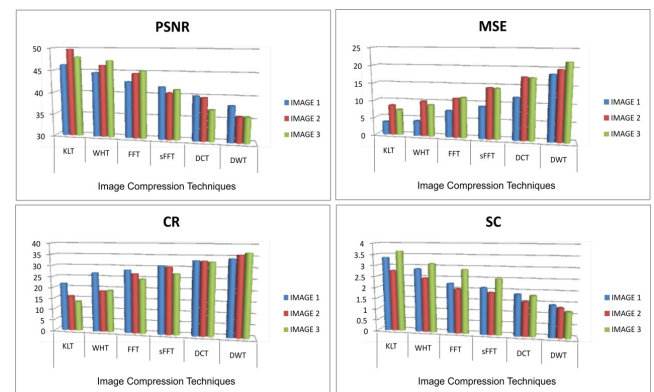 PSNR
50
45
40
35
30
KLT WHT FFT sFFT DCT DWT
Image Compression Techniques
IMAGE 1
IMAGE 2
IMAGE 3
MSE
25
20
15
10
5
0
KLT WHT FFT sFFT DCT DWT
Image Compression Techniques
IMAGE 1
IMAGE 2
IMAGE 3
CR
40
35
30
25
20
15
10
5
0
KLT WHT FFT sFFT DCT DWT
Image Compression Techniques
IMAGE 1
IMAGE 2
IMAGE 3
SC
4
3.5
3
2.5
2
1.5
1
0.5
0
KLT WHT FFT sFFT DCT DWT
Image Compression Techniques
IMAGE 1
IMAGE 2
IMAGE 3